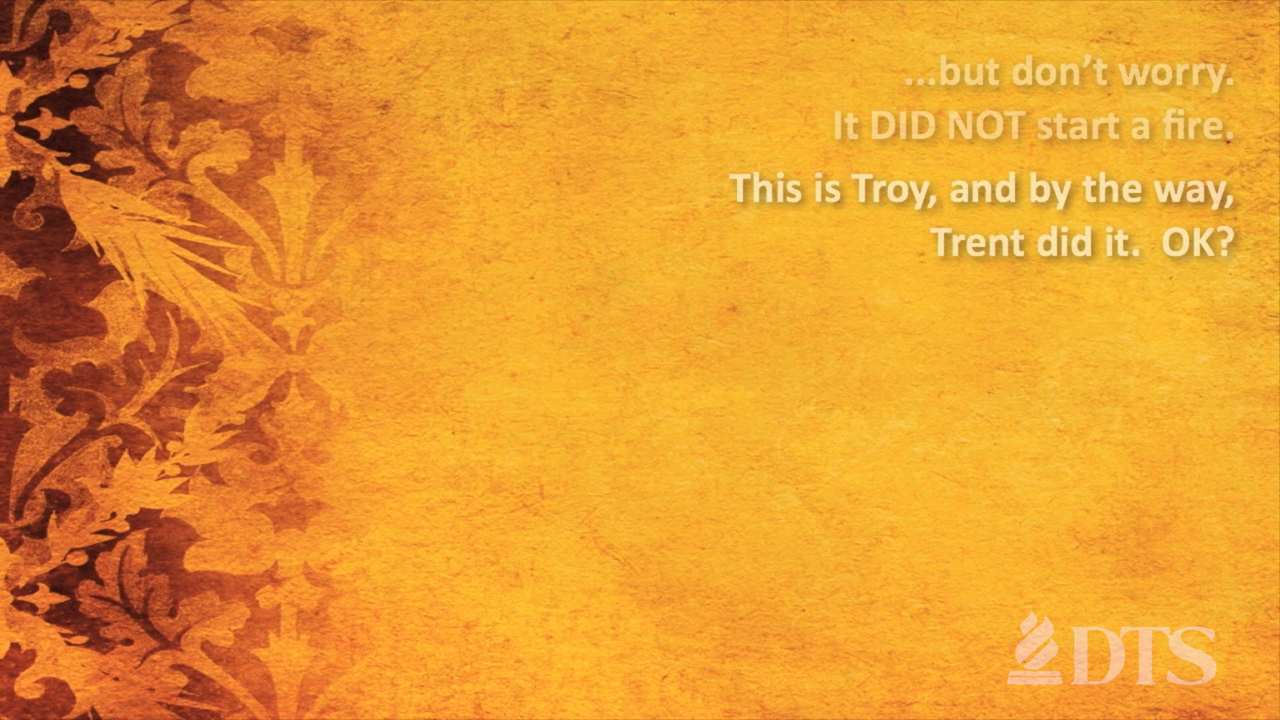 ...but don’t worry.
It DID NOT start a fire.
This is Troy, and by the way,
Trent did it.  OK?
DTS